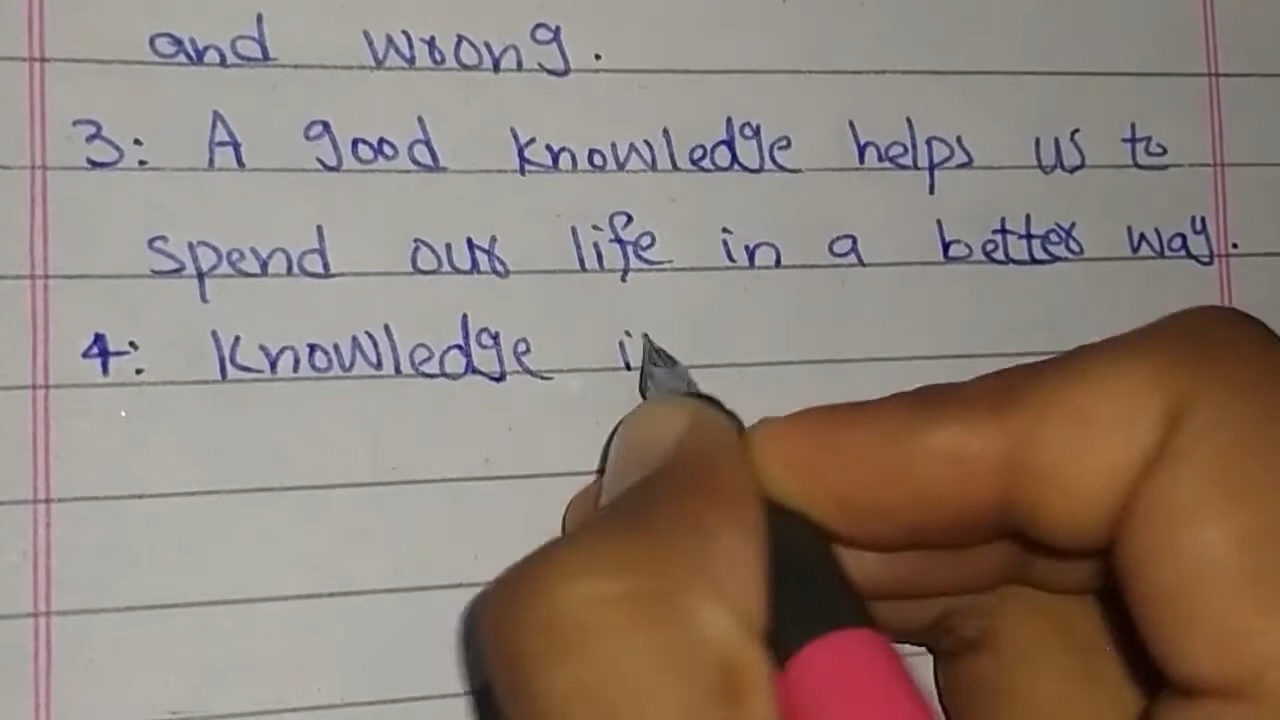 and wrong.
3: A good knowledge helps us to
spend our life in a better way.
4: Knowledge i